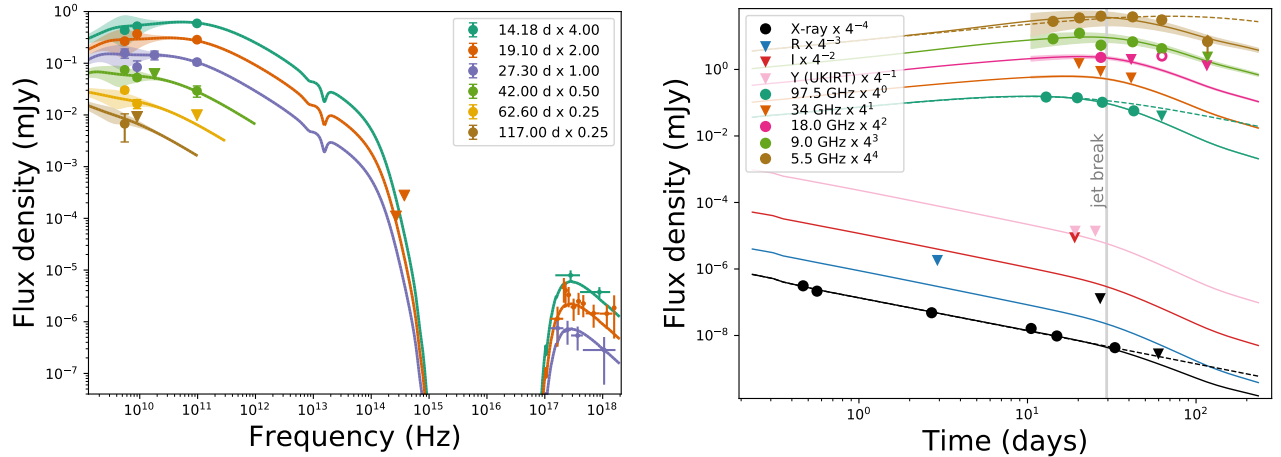 10⁰
10⁻¹
10⁻²
10⁻³
10⁻⁴
10⁻⁵
10⁻⁶
10⁻⁷
Flux density (mJy)
14.18 d x 4.00
19.10 d x 2.00
27.30 d x 1.00
42.00 d x 0.50
62.60 d x 0.25
117.00 d x 0.25
10¹⁰ 10¹¹ 10¹² 10¹³ 10¹⁴ 10¹⁵ 10¹⁶ 10¹⁷ 10¹⁸
Frequency (Hz)
10⁰
10⁻²
10⁻⁴
10⁻⁶
10⁻⁸
Flux density (mJy)
X-ray x 4⁻⁴
R x 4⁻³
I x 4⁻²
Y (UKIRT) x 4⁻¹
97.5 GHz x 4⁰
34 GHz x 4¹
18.0 GHz x 4²
9.0 GHz x 4³
5.5 GHz x 4⁴
jet break
10⁰ 10¹ 10²
Time (days)